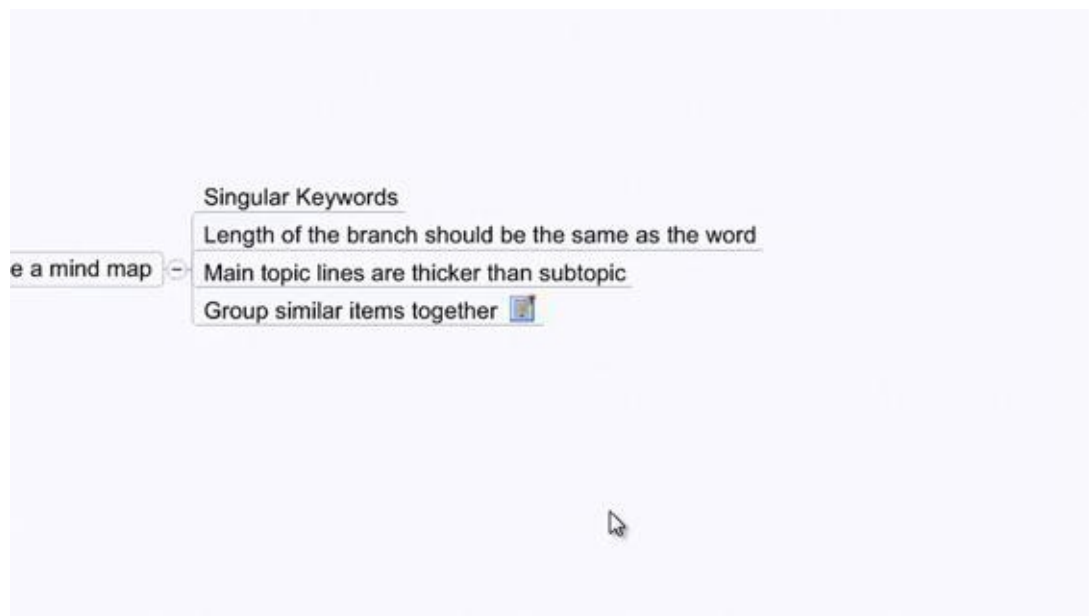 Singular Keywords
Length of the branch should be the same as the word
e a mind map
Main topic lines are thicker than subtopic
Group similar items together